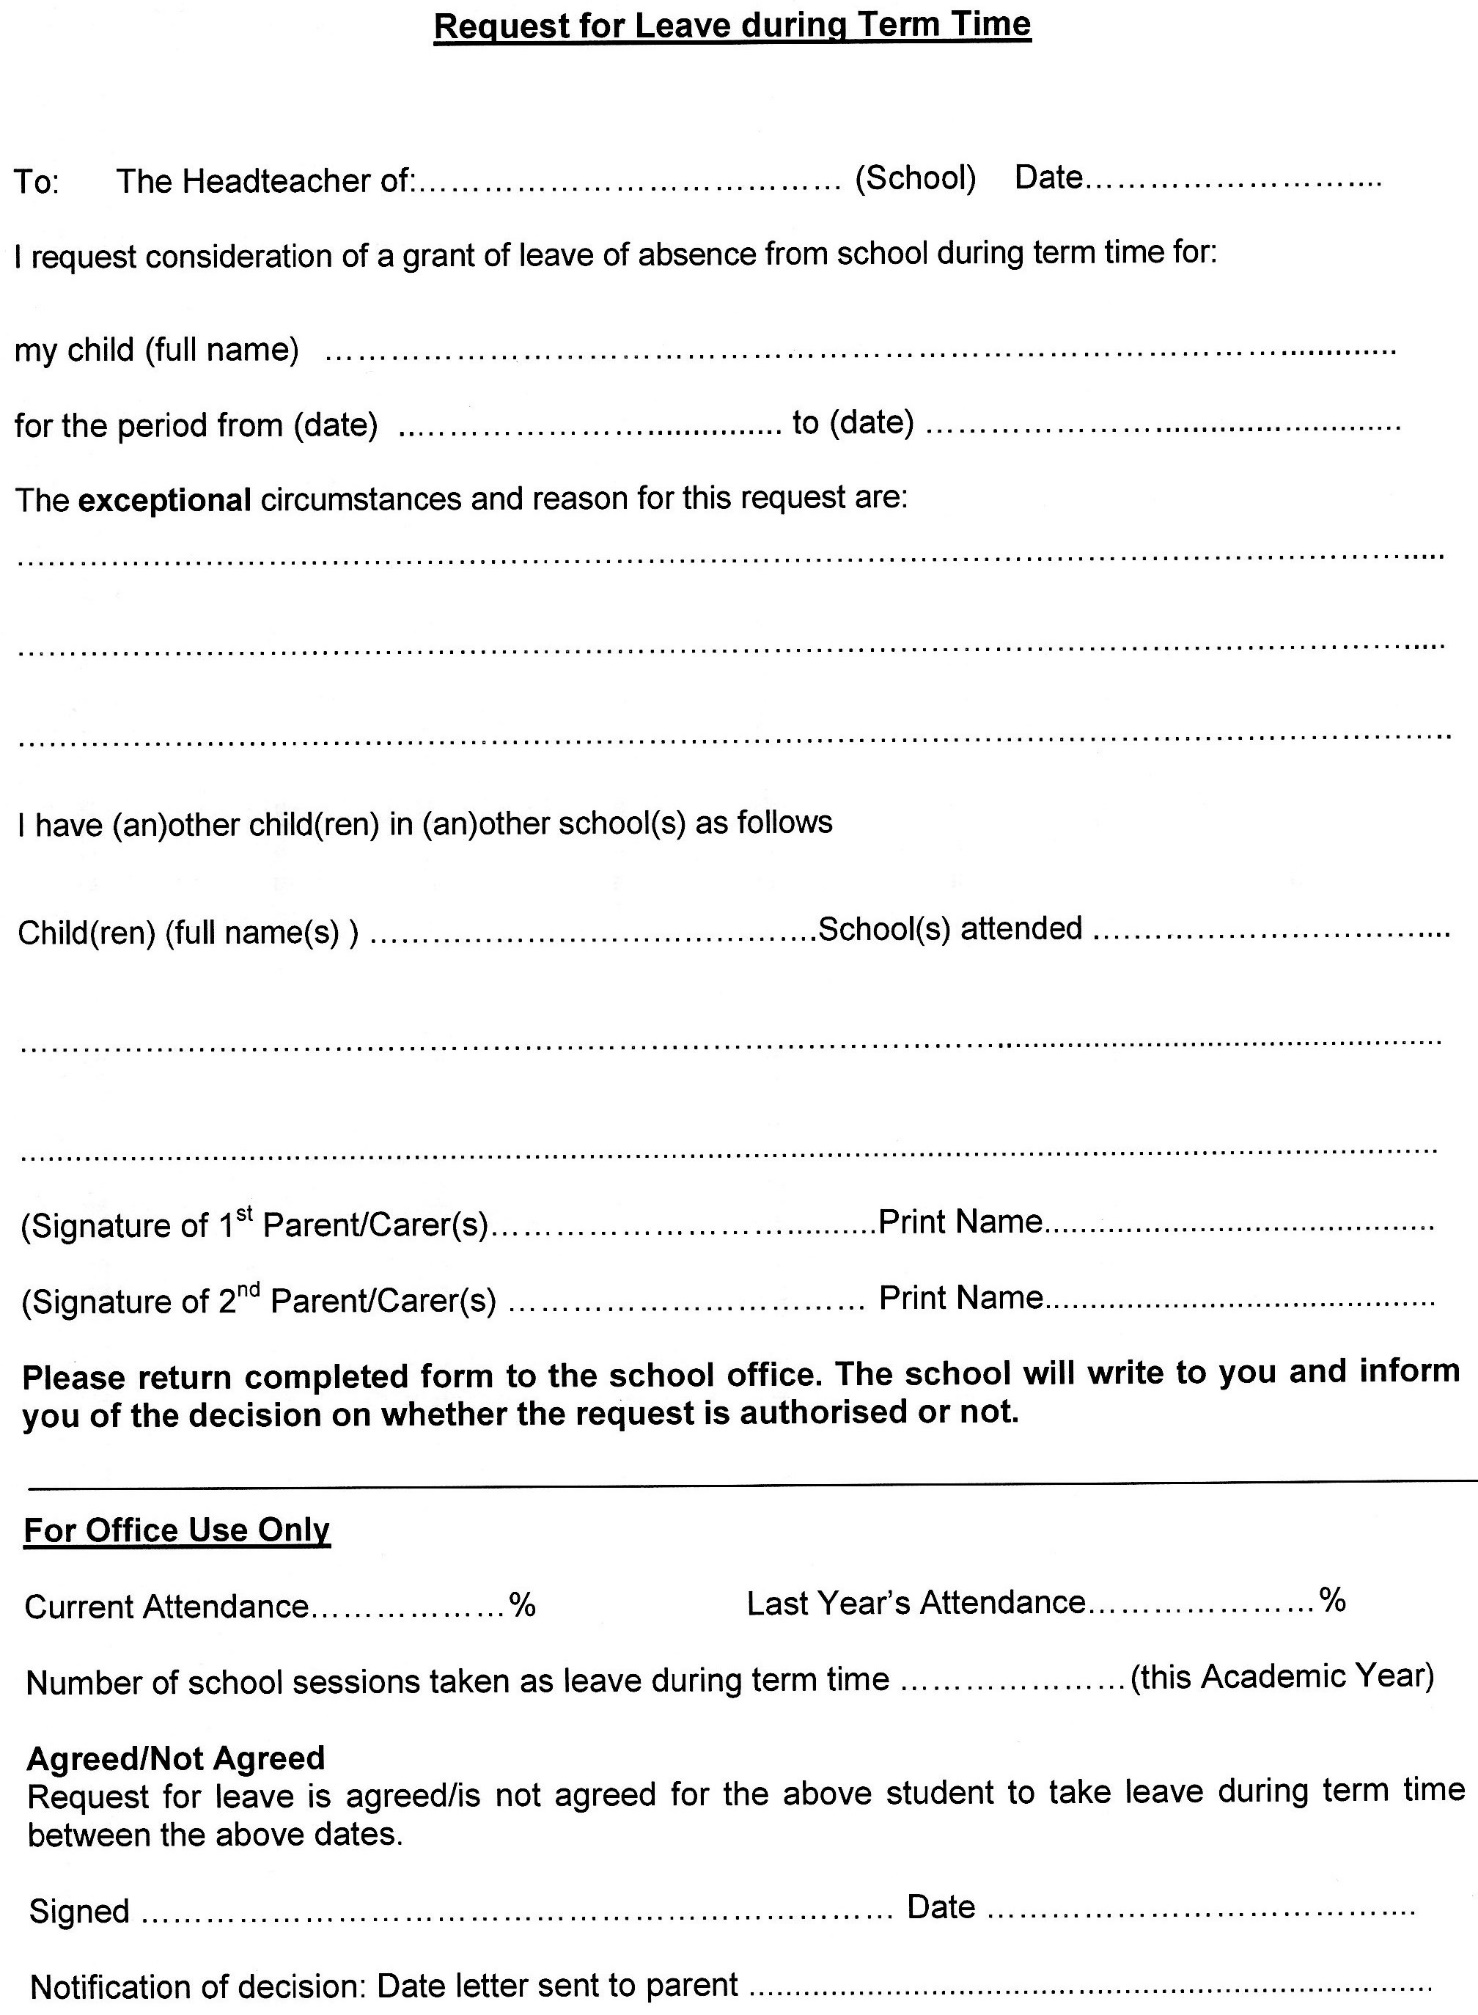 Request for Leave during Term Time
To: The Headteacher of:…………………………………… (School) Date………………………....
I request consideration of a grant of leave of absence from school during term time for:
my child (full name) ……………………………………………………………………………………..............
for the period from (date) ……………………................ to (date) ……………………..............................
The exceptional circumstances and reason for this request are:
……………………………………………………………………………………………………………………………......
……………………………………………………………………………………………………………………………......
……………………………………………………………………………………………………………………………..
I have (an)other child(ren) in (an)other school(s) as follows
Child(ren) (full name(s) ) …………………………………….School(s) attended …………………………….....
……………………………………………………………………………………......................................................
……………………………………………………………………………………………………………………………
(Signature of 1st Parent/Carer(s)………………………………..Print Name...............................................
(Signature of 2nd Parent/Carer(s) …………………………… Print Name...............................................
Please return completed form to the school office. The school will write to you and inform
you of the decision on whether the request is authorised or not.
For Office Use Only
Current Attendance………………% Last Year’s Attendance…………………%
Number of school sessions taken as leave during term time …………………(this Academic Year)
Agreed/Not Agreed
Request for leave is agreed/is not agreed for the above student to take leave during term time
between the above dates.
Signed ……………………………………………………………… Date …………………………………...
Notification of decision: Date letter sent to parent ...................................................................................